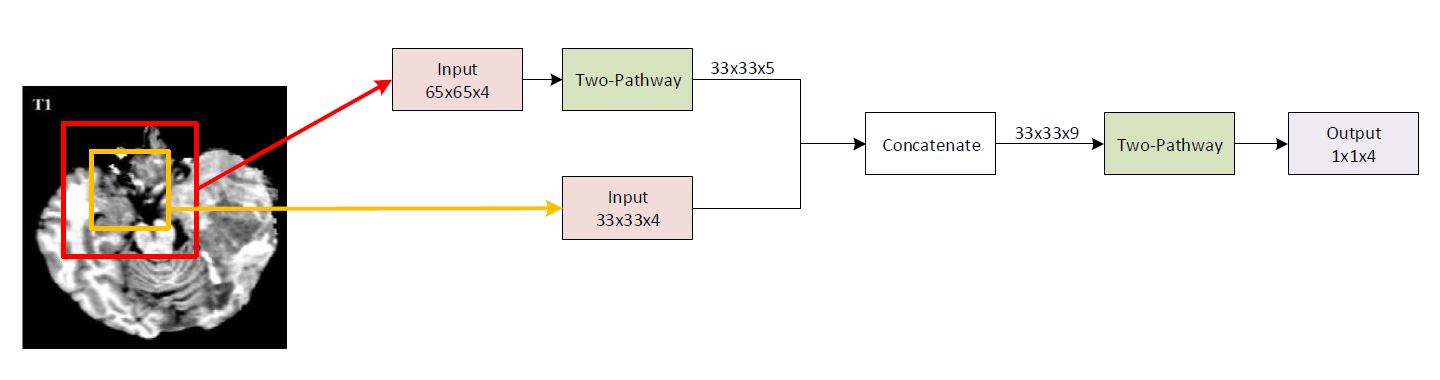 T1
Input
65x65x4
Two-Pathway
33x33x5
Input
33x33x4
Concatenate
33x33x9
Two-Pathway
Output
1x1x4